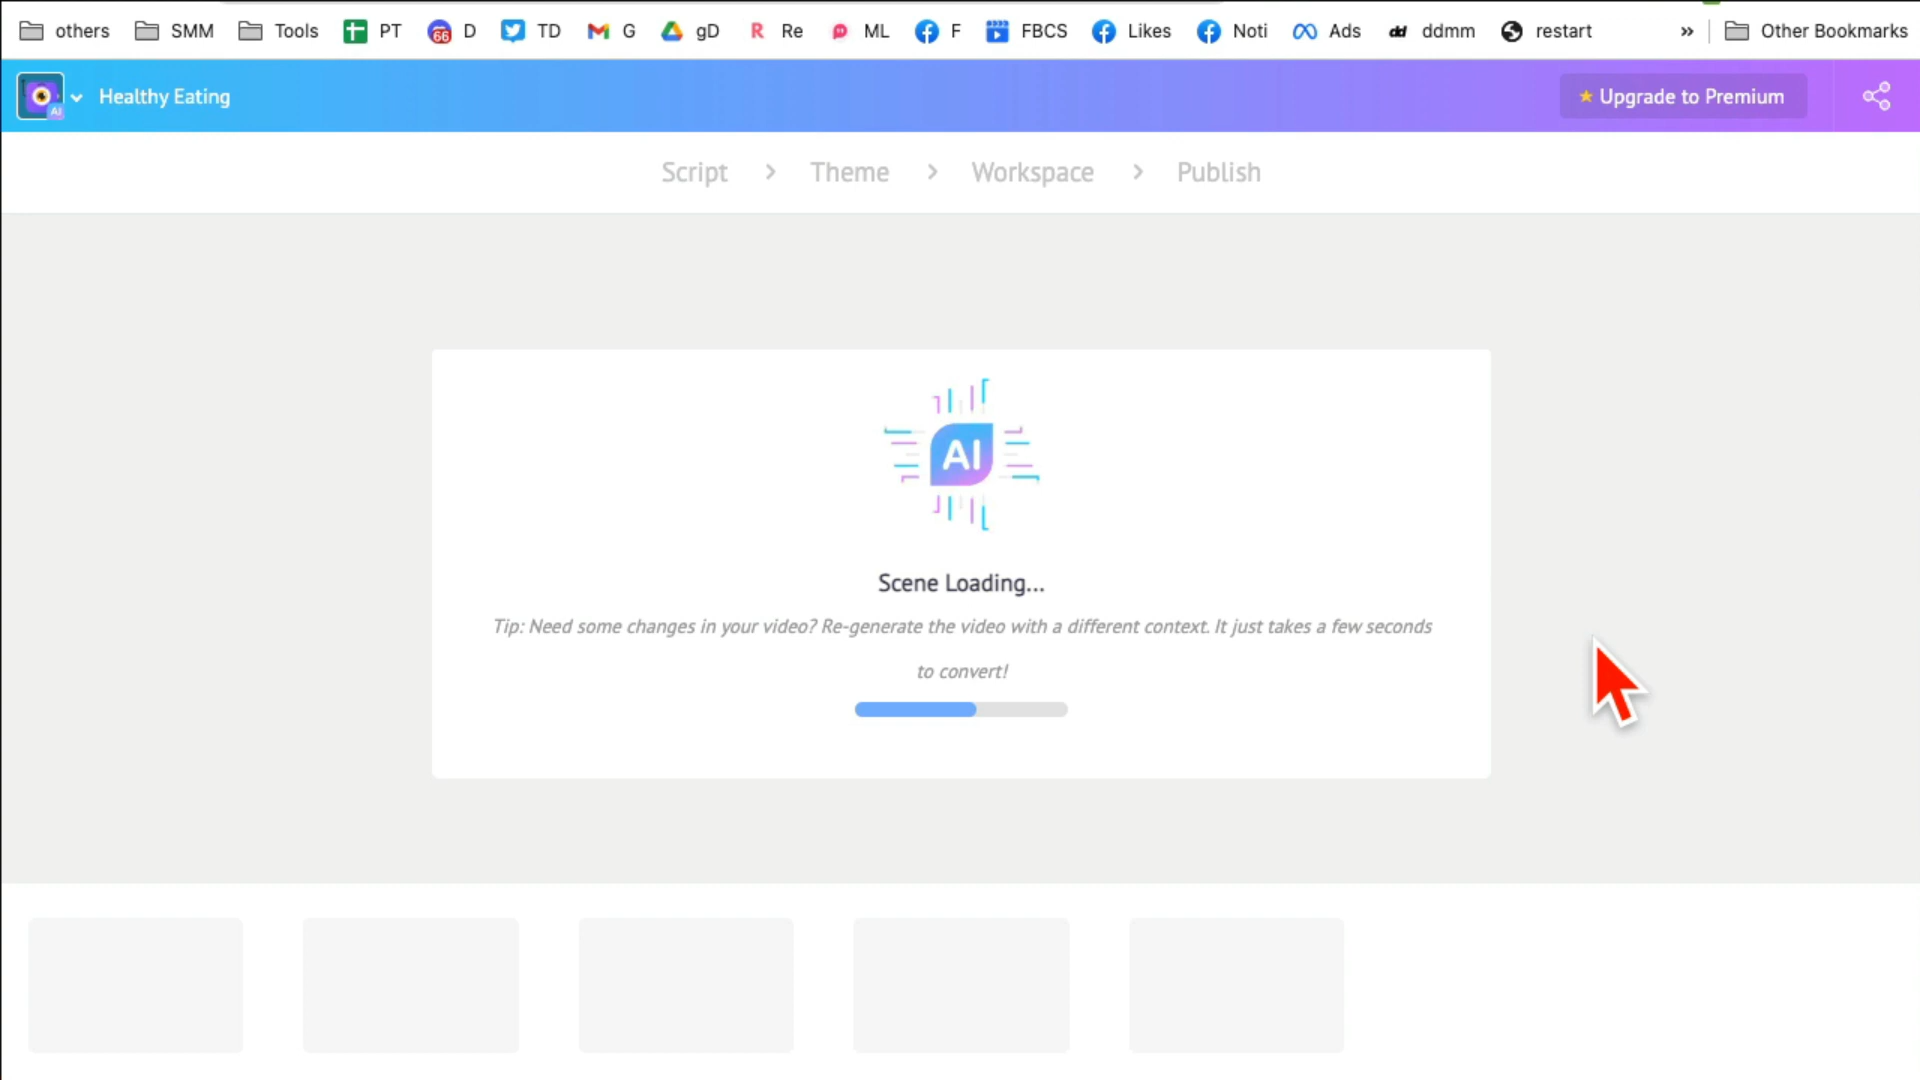 others SMM Tools PT D TD G gD Re ML F FBCS Likes Noti Ads ddmm restart » Other Bookmarks
Healthy Eating
Upgrade to Premium
Script > Theme > Workspace > Publish
AI
Scene Loading...
Tip: Need some changes in your video? Re-generate the video with a different context. It just takes a few seconds
to convert!